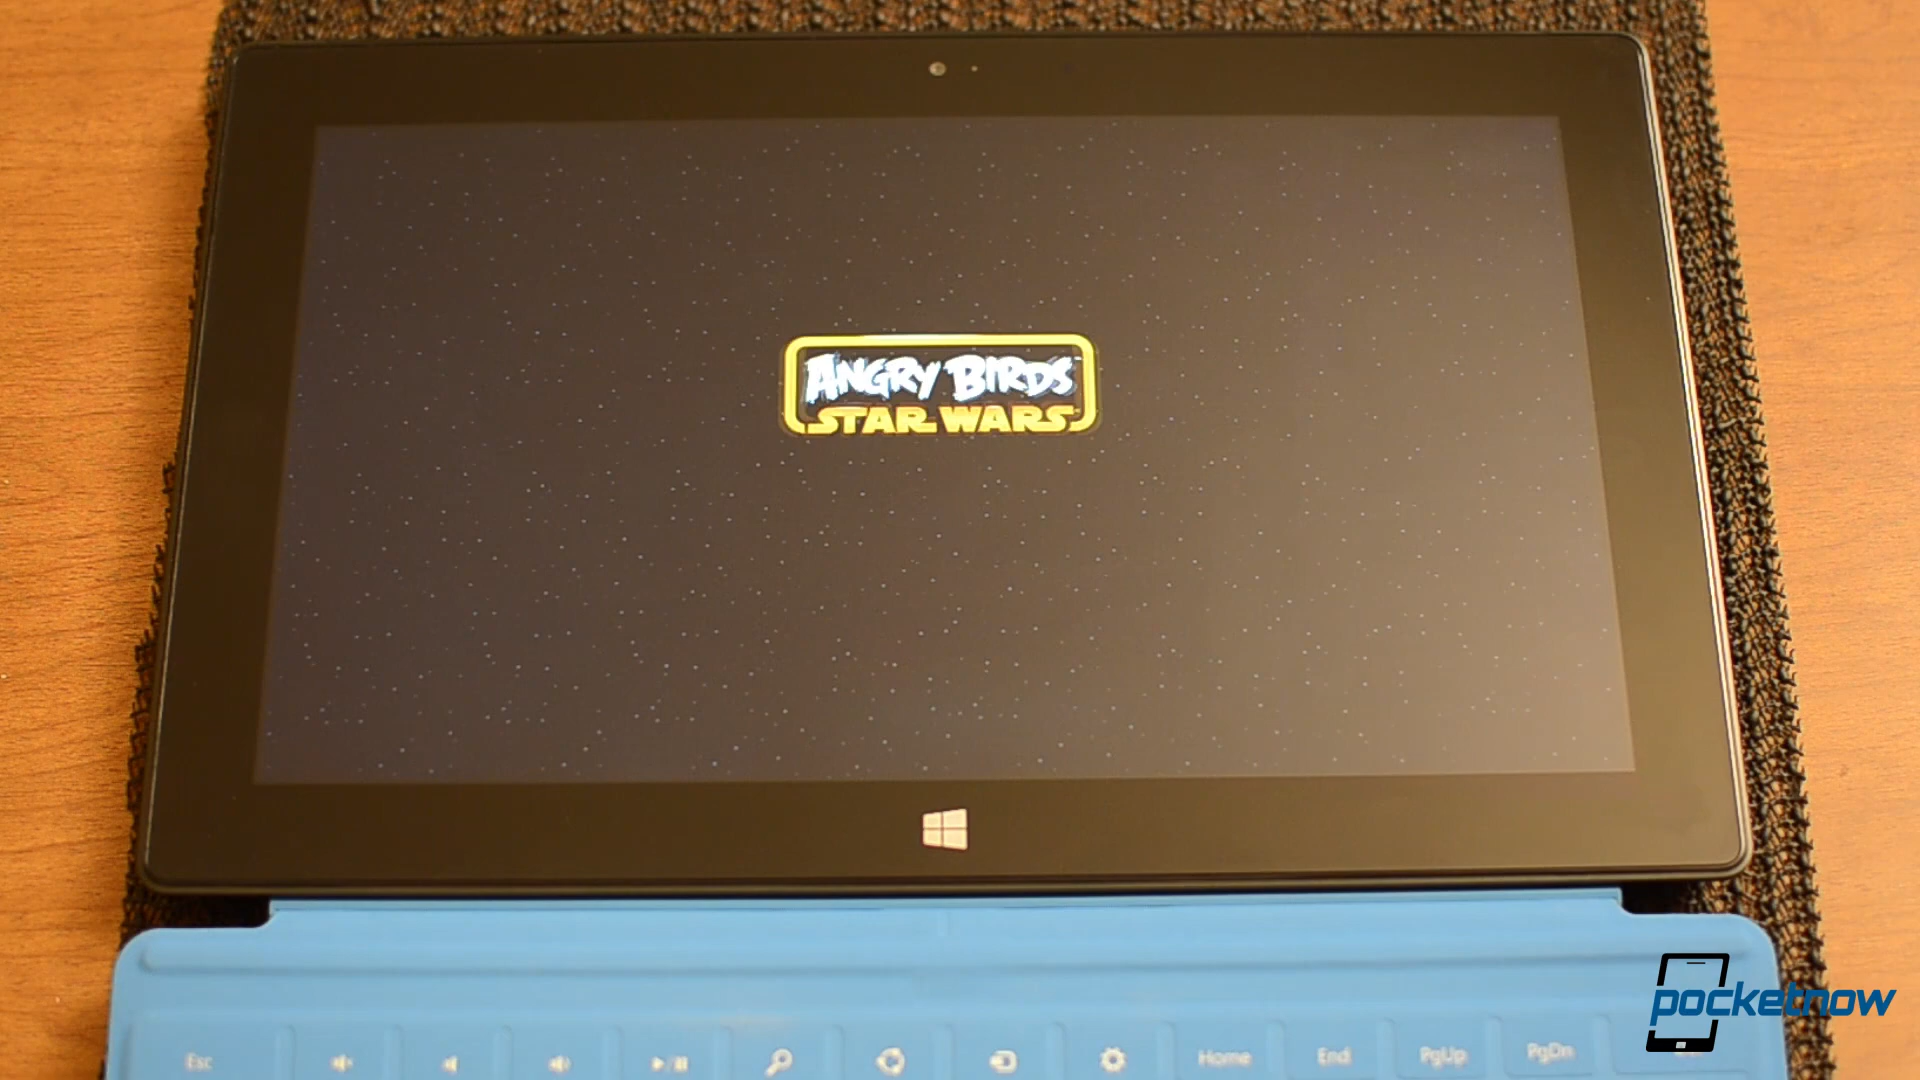 ANGRY BIRDS
STAR WARS
Esc
Home
End
PgUp
PgDn
pocketnow